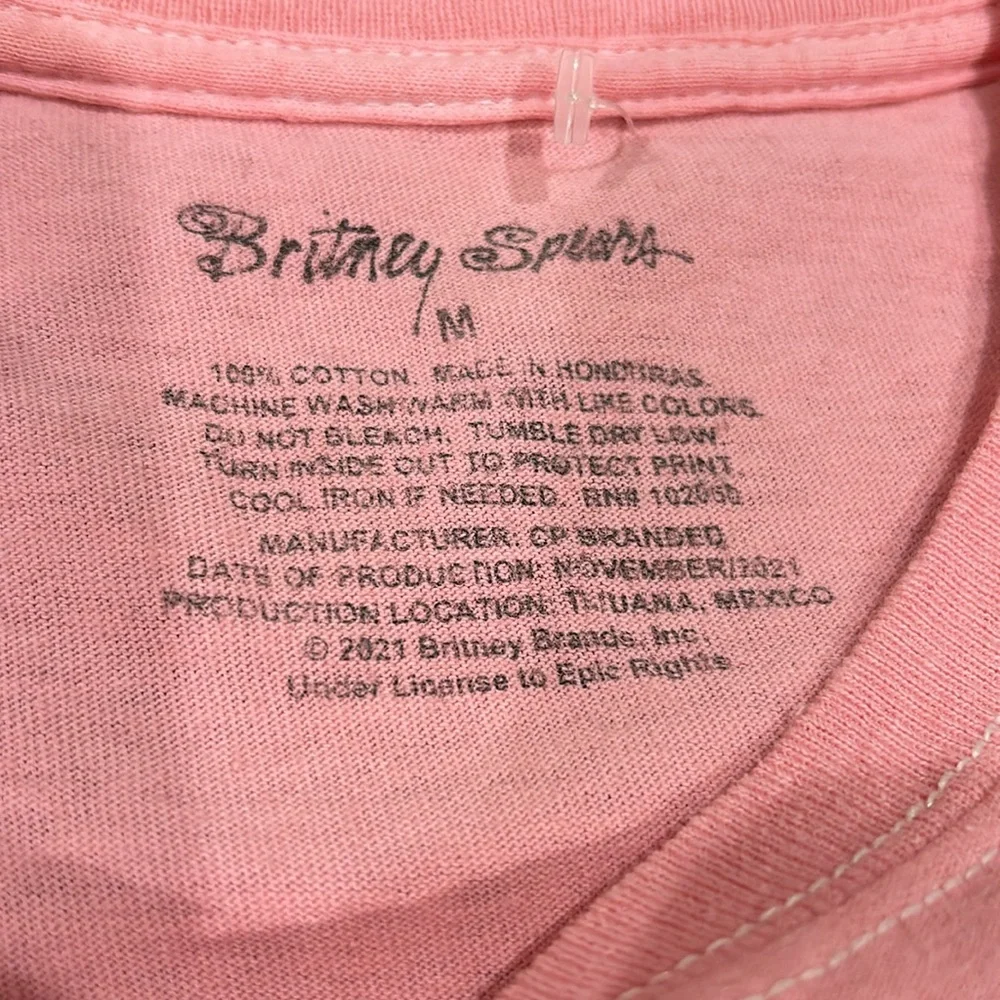 Britney Spears
M
100% COTTON. MADE IN HONDURAS.
MACHINE WASH WARM WITH LIKE COLORS.
DO NOT BLEACH. TUMBLE DRY LOW.
TURN INSIDE OUT TO PROTECT PRINT.
COOL IRON IF NEEDED. RN#
MANUFACTURER: CP BRANDED
DATE OF PRODUCTION: NOVEMBER/2021
PRODUCTION LOCATION: TIJUANA, MEXICO
© 2021 Britney Brands, Inc.
Under License to Epic Rights